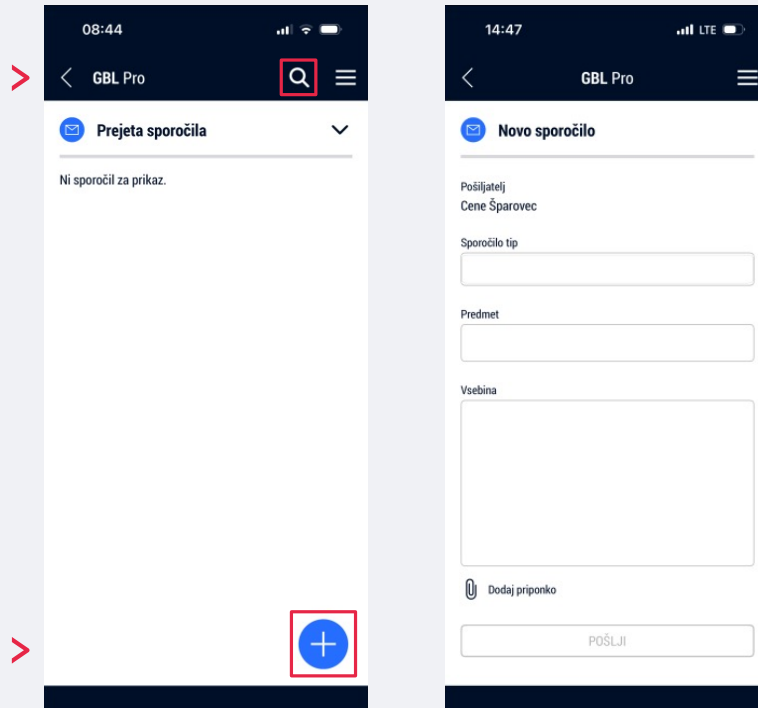 08:44
GBL Pro
Prejeta sporočila
Ni sporočil za prikaz.
14:47
LTE
GBL Pro
Novo sporočilo
Pošiljatelj
Cene Šparovec
Sporočilo tip
Predmet
Vsebina
Dodaj priponko
POŠLJI